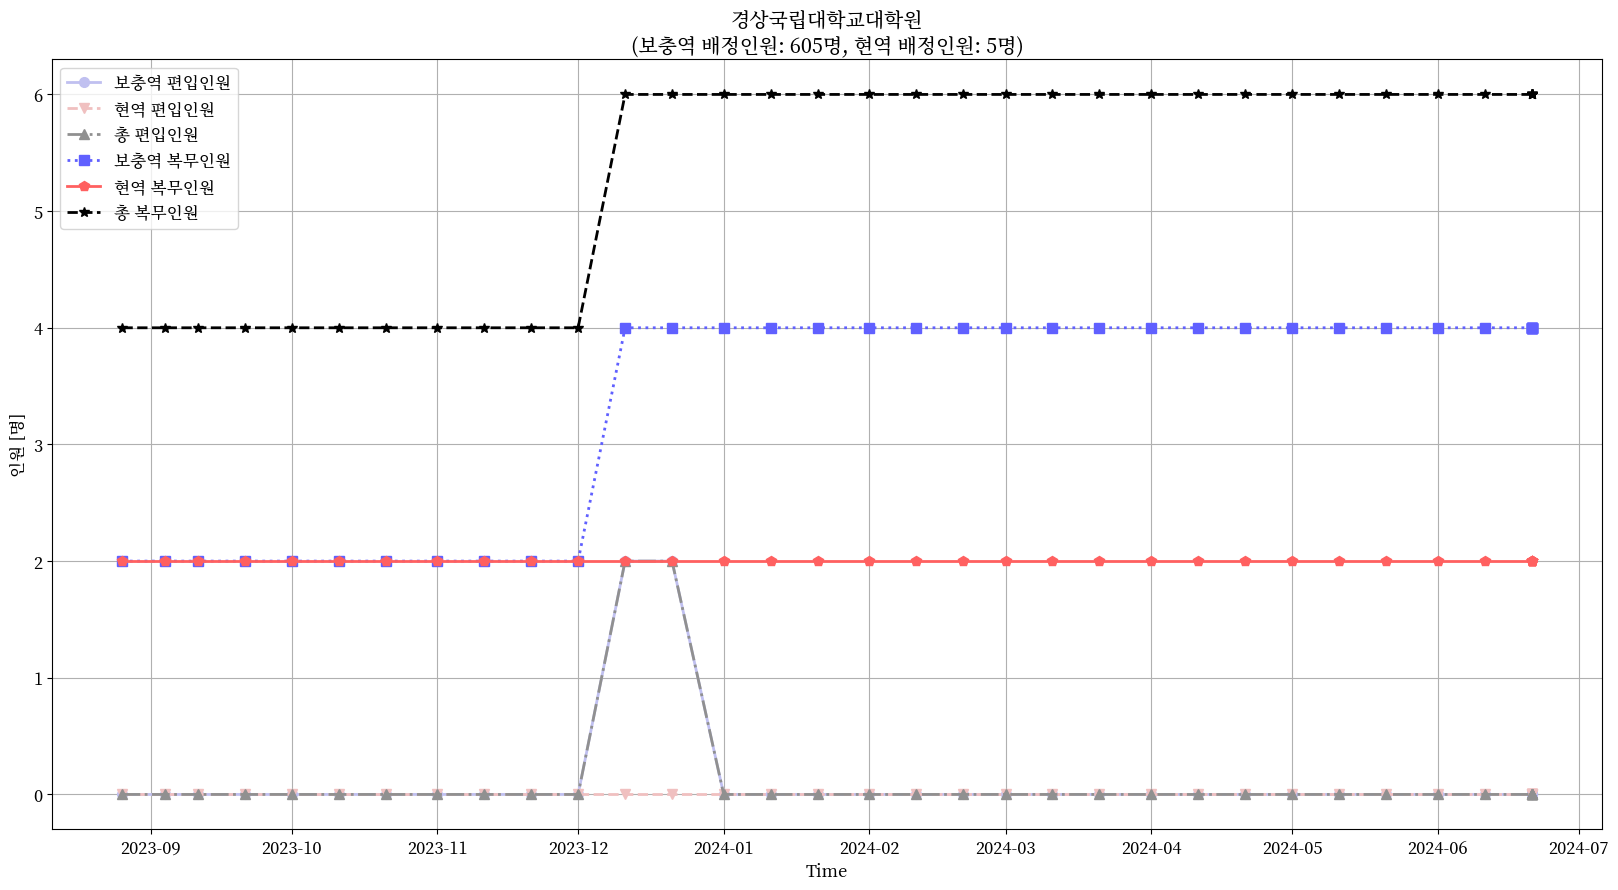 경상국립대학교대학원
(보충역 배정인원: 605명, 현역 배정인원: 5명)
보충역 편입인원
현역 편입인원
총 편입인원
보충역 복무인원
현역 복무인원
총 복무인원
인원 [명]
6
5
4
3
2
1
0
2023-09
2023-10
2023-11
2023-12
2024-01
2024-02
2024-03
2024-04
2024-05
2024-06
2024-07
Time